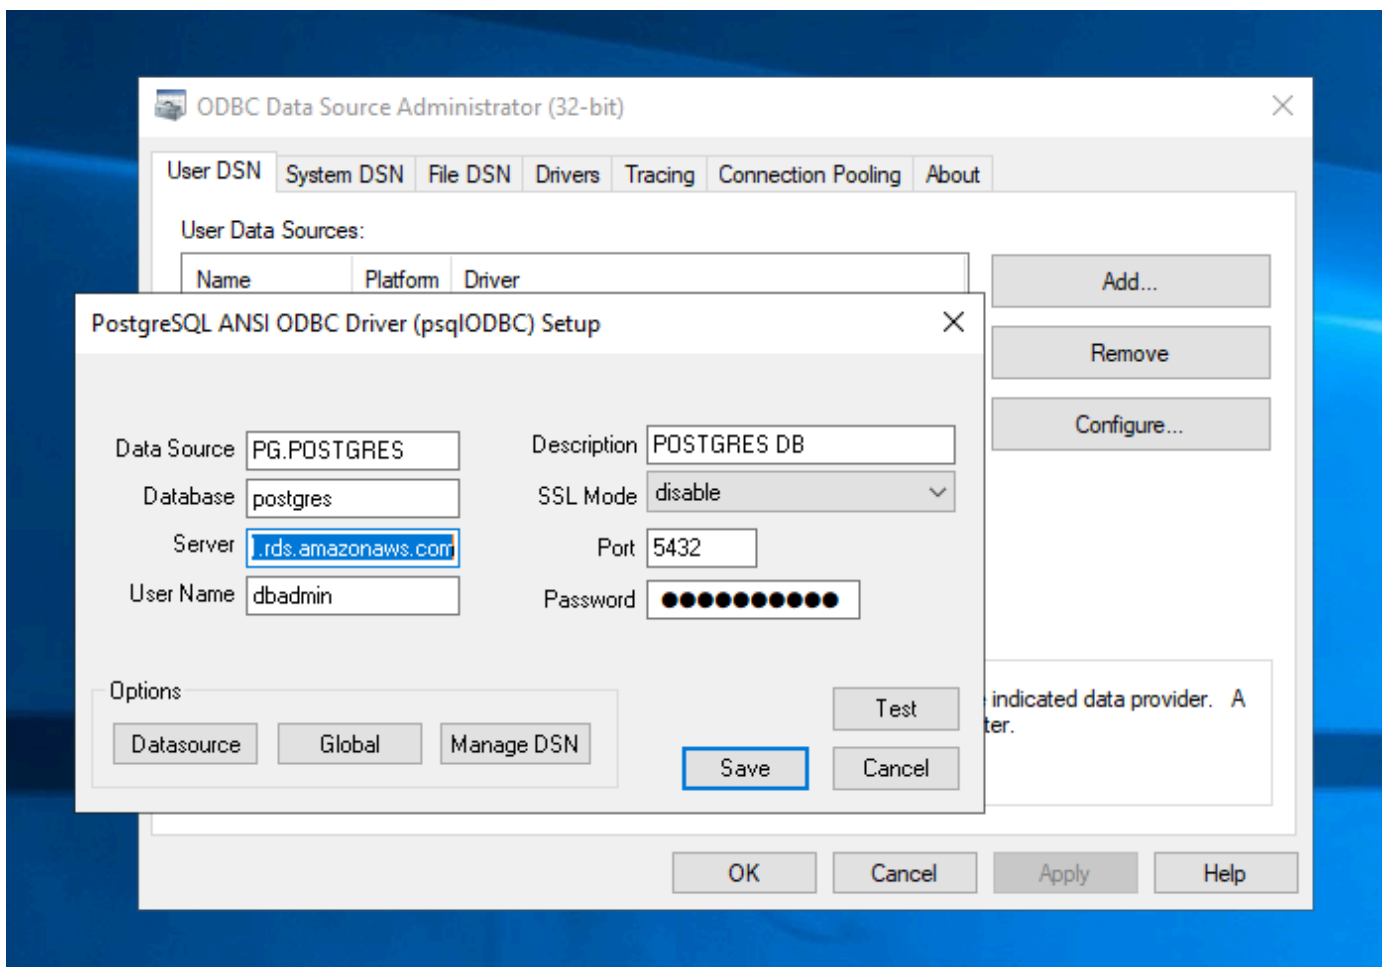 ODBC Data Source Administrator (32-bit)
User DSN System DSN File DSN Drivers Tracing Connection Pooling About
User Data Sources:
Name Platform Driver
Add...
Remove
Configure...
PostgreSQL ANSI ODBC Driver (psqlODBC) Setup
Data Source PG.POSTGRES Description POSTGRES DB
Database postgres SSL Mode disable
Server .rds.amazonaws.com Port 5432
User Name dbadmin Password ●●●●●●●●●●
Options
Datasource Global Manage DSN
Test
Save Cancel
indicated data provider. A
OK Cancel Apply Help